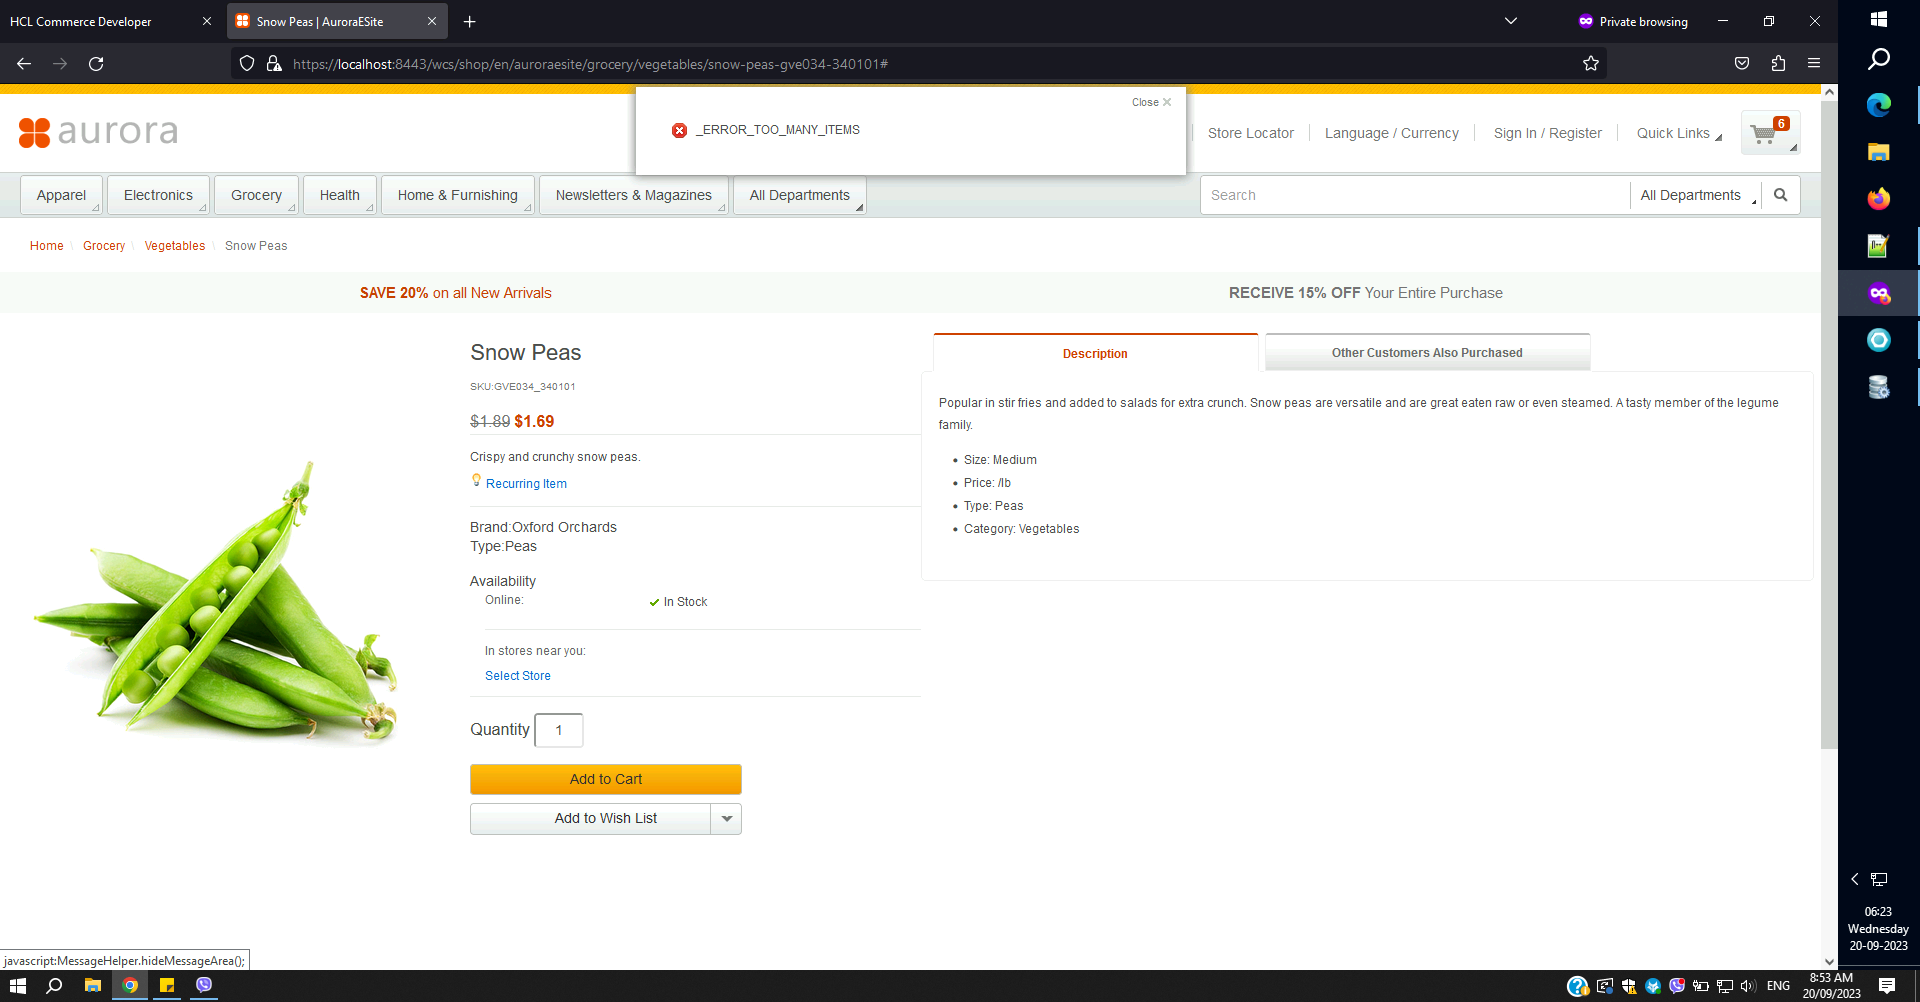 HCL Commerce Developer
Snow Peas | AuroraESite
Private browsing
https://localhost:8443/wcs/shop/en/auroraesite/grocery/vegetables/snow-peas-gve034-340101#
Close
_ERROR_TOO_MANY_ITEMS
aurora
Store Locator
Language / Currency
Sign In / Register
Quick Links
6
Apparel
Electronics
Grocery
Health
Home & Furnishing
Newsletters & Magazines
All Departments
Search
All Departments
Home \ Grocery \ Vegetables \ Snow Peas
SAVE 20% on all New Arrivals
RECEIVE 15% OFF Your Entire Purchase
Snow Peas
SKU:GVE034_340101
$1.89 $1.69
Crispy and crunchy snow peas.
Recurring Item
Brand:Oxford Orchards
Type:Peas
Availability
Online:
In Stock
In stores near you:
Select Store
Quantity 1
Add to Cart
Add to Wish List
Description
Other Customers Also Purchased
Popular in stir fries and added to salads for extra crunch. Snow peas are versatile and are great eaten raw or even steamed. A tasty member of the legume
family.
• Size: Medium
• Price: /lb
• Type: Peas
• Category: Vegetables
javascript:MessageHelper.hideMessageArea();
06:23
Wednesday
20-09-2023
ENG
8:53 AM
20/09/2023